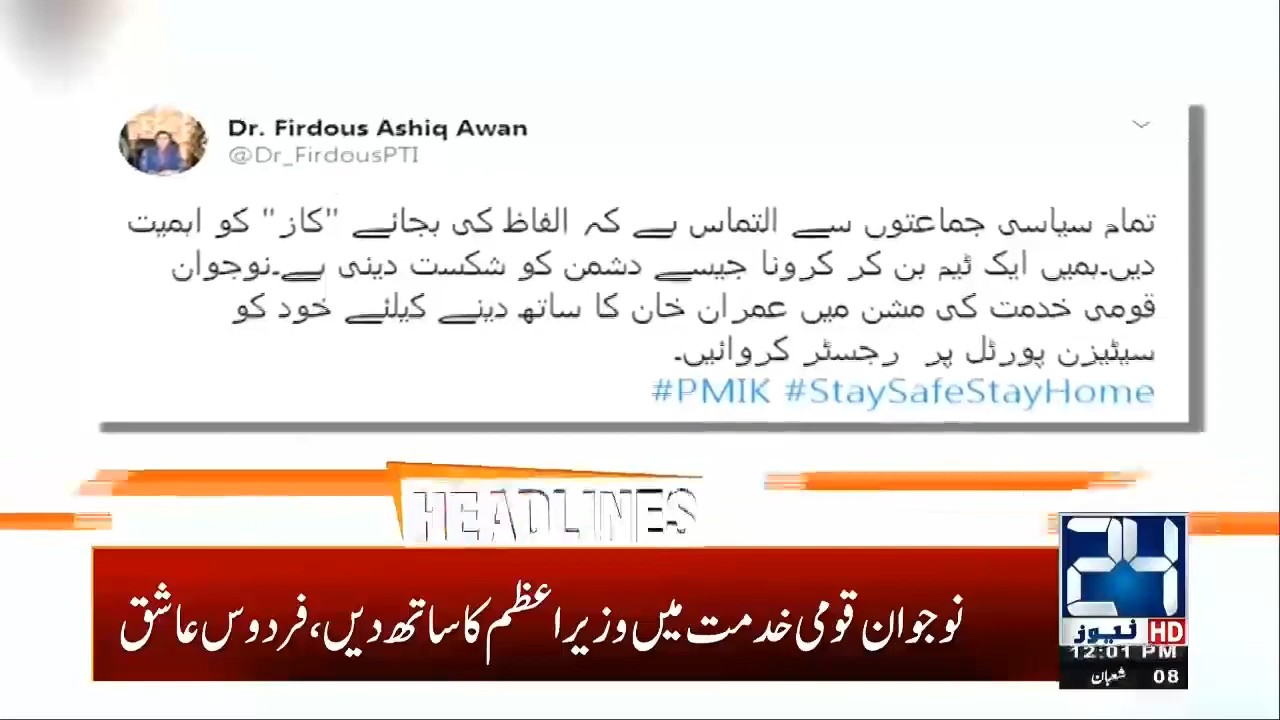 Dr. Firdous Ashiq Awan
@Dr_FirdousPTI
تمام سیاسی جماعتوں سے التماس ہے کہ الفاظ کی بجائے "کاز" کو اہمیت
دیں۔ہمیں ایک ٹیم بن کر کرونا جیسے دشمن کو شکست دینی ہے۔نوجوان
قومی خدمت کی مشن میں عمران خان کا ساتھ دینے کیلئے خود کو
سیٹیزن پورٹل پر رجسٹر کروائیں۔
#PMIK #StaySafeStayHome
HEADLINES
نوجوان قومی خدمت میں وزیراعظم کا ساتھ دیں، فردوس عاشق
24
نیوز HD
12:01 PM
08 شعبان